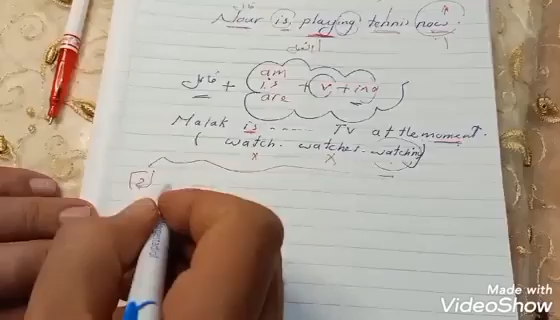 Nour is playing tennis now.
فاعل + am is are + v + ing
Malak is ---- TV at the moment.
( watch. watches. watching)
2
Made with
VideoShow